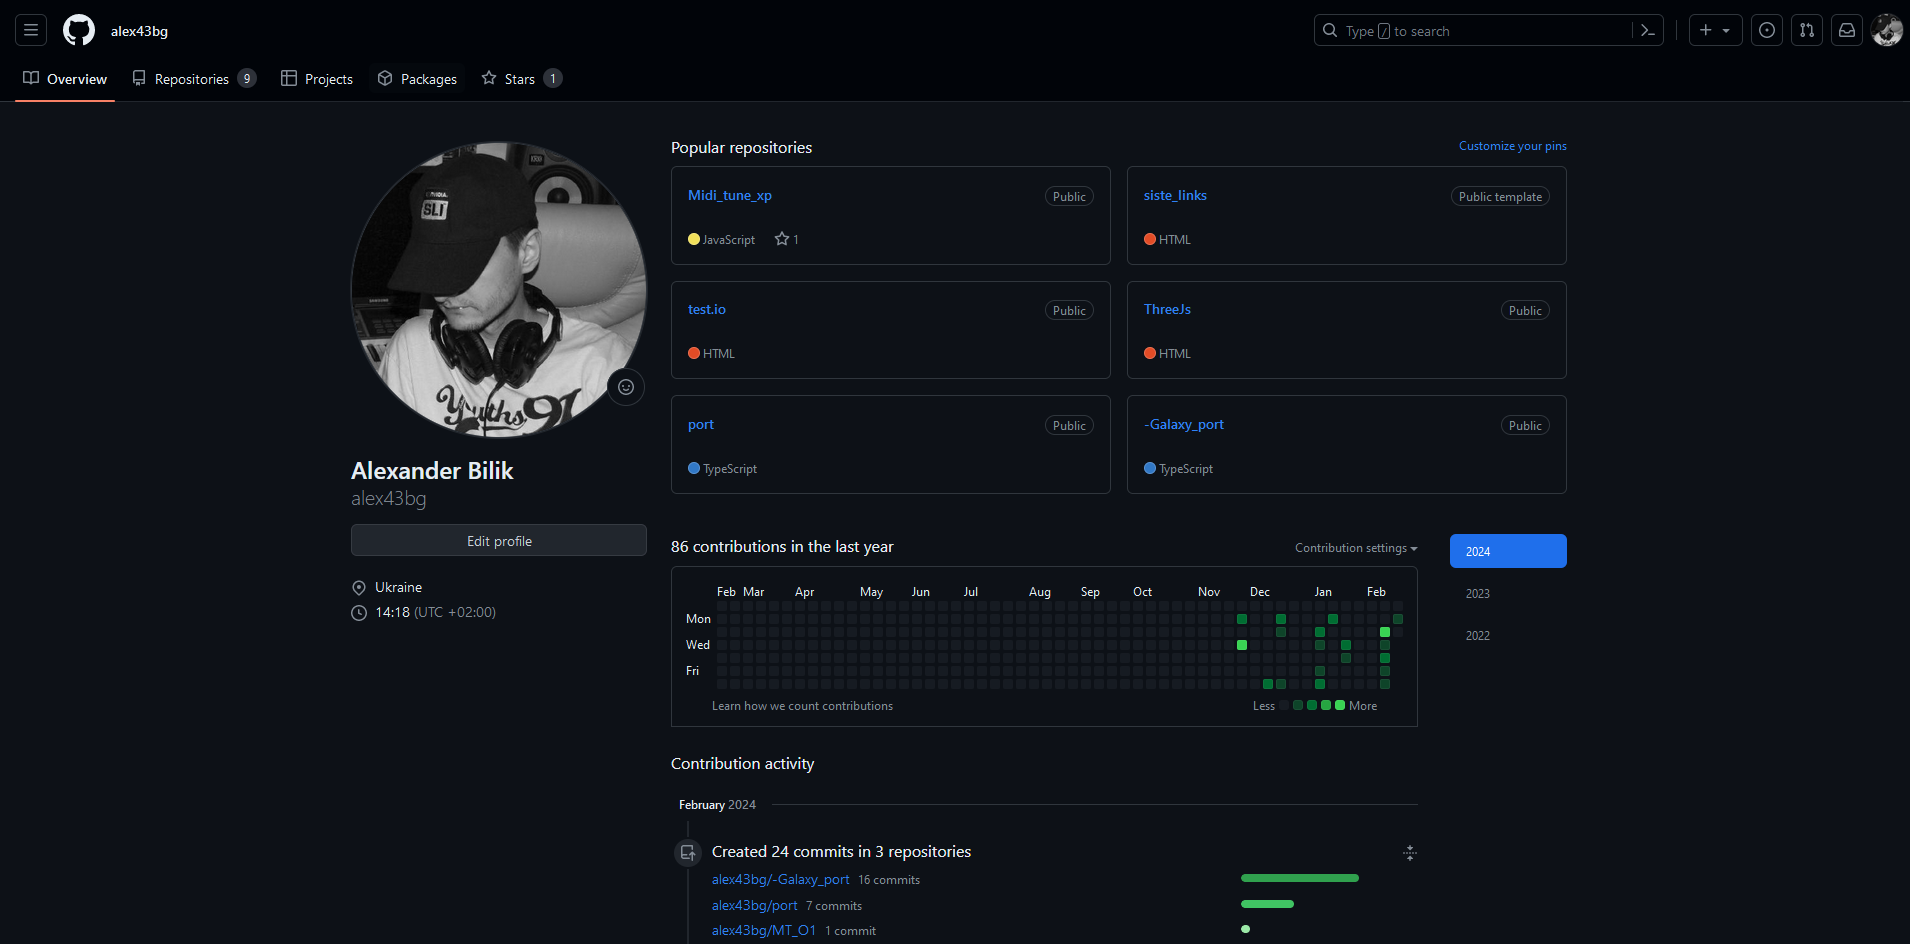 alex43bg
Type / to search
Overview
Repositories 9
Projects
Packages
Stars 1
SLI
Youths 91
Alexander Bilik
alex43bg
Edit profile
Ukraine
14:18 (UTC +02:00)
Popular repositories
Customize your pins
Midi_tune_xp
Public
JavaScript
1
siste_links
Public template
HTML
test.io
Public
HTML
ThreeJs
Public
HTML
port
Public
TypeScript
-Galaxy_port
Public
TypeScript
86 contributions in the last year
Contribution settings
2024
2023
2022
Feb Mar Apr May Jun Jul Aug Sep Oct Nov Dec Jan Feb
Mon
Wed
Fri
Learn how we count contributions
Less More
Contribution activity
February 2024
Created 24 commits in 3 repositories
alex43bg/-Galaxy_port 16 commits
alex43bg/port 7 commits
alex43bg/MT_O1 1 commit